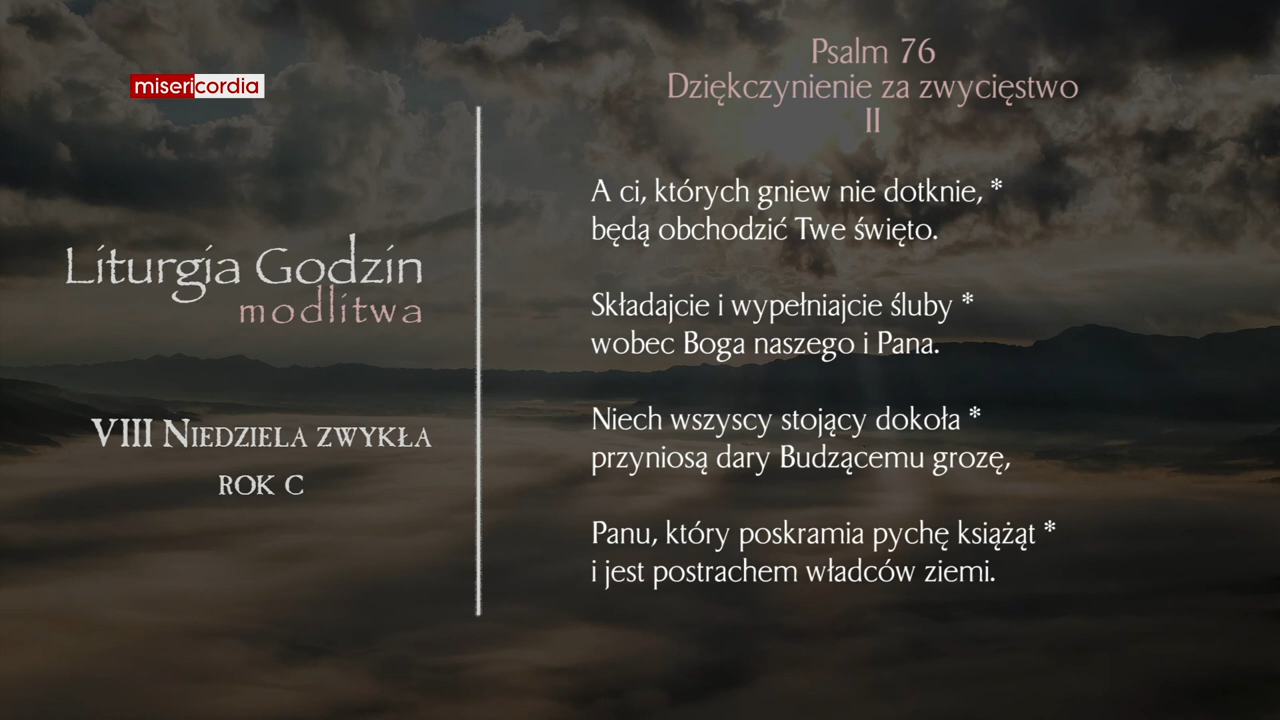 misericordia
Liturgia Godzin
modlitwa
VIII Niedziela zwykła
rok C
Psalm 76
Dziękczynienie za zwycięstwo
II
A ci, których gniew nie dotknie, *
będą obchodzić Twe święto.
Składajcie i wypełniajcie śluby *
wobec Boga naszego i Pana.
Niech wszyscy stojący dokoła *
przyniosą dary Budzącemu grozę,
Panu, który poskramia pychę książąt *
i jest postrachem władców ziemi.